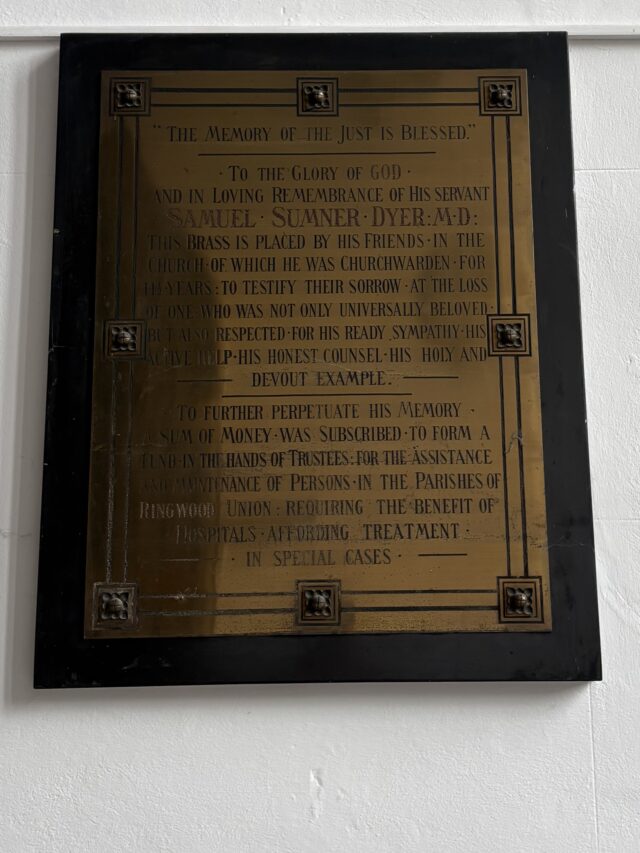 "THE MEMORY OF THE JUST IS BLESSED."
· TO THE GLORY OF GOD ·
AND IN LOVING REMEMBRANCE OF HIS SERVANT
SAMUEL · SUMNER · DYER : M·D :
THIS BRASS IS PLACED BY HIS FRIENDS · IN THE
CHURCH · OF WHICH HE WAS CHURCHWARDEN · FOR
YEARS : TO TESTIFY THEIR SORROW · AT THE LOSS
OF ONE WHO WAS NOT ONLY UNIVERSALLY BELOVED ·
BUT ALSO RESPECTED · FOR HIS READY SYMPATHY · HIS
ACTIVE HELP · HIS HONEST COUNSEL · HIS HOLY AND
DEVOUT EXAMPLE.
· TO FURTHER PERPETUATE HIS MEMORY ·
A SUM OF MONEY · WAS SUBSCRIBED · TO FORM A
FUND · IN THE HANDS OF TRUSTEES : FOR THE ASSISTANCE
AND MAINTENANCE OF PERSONS · IN THE PARISHES OF
RINGWOOD UNION : REQUIRING THE BENEFIT OF
HOSPITALS · AFFORDING TREATMENT ·
· IN SPECIAL CASES ·